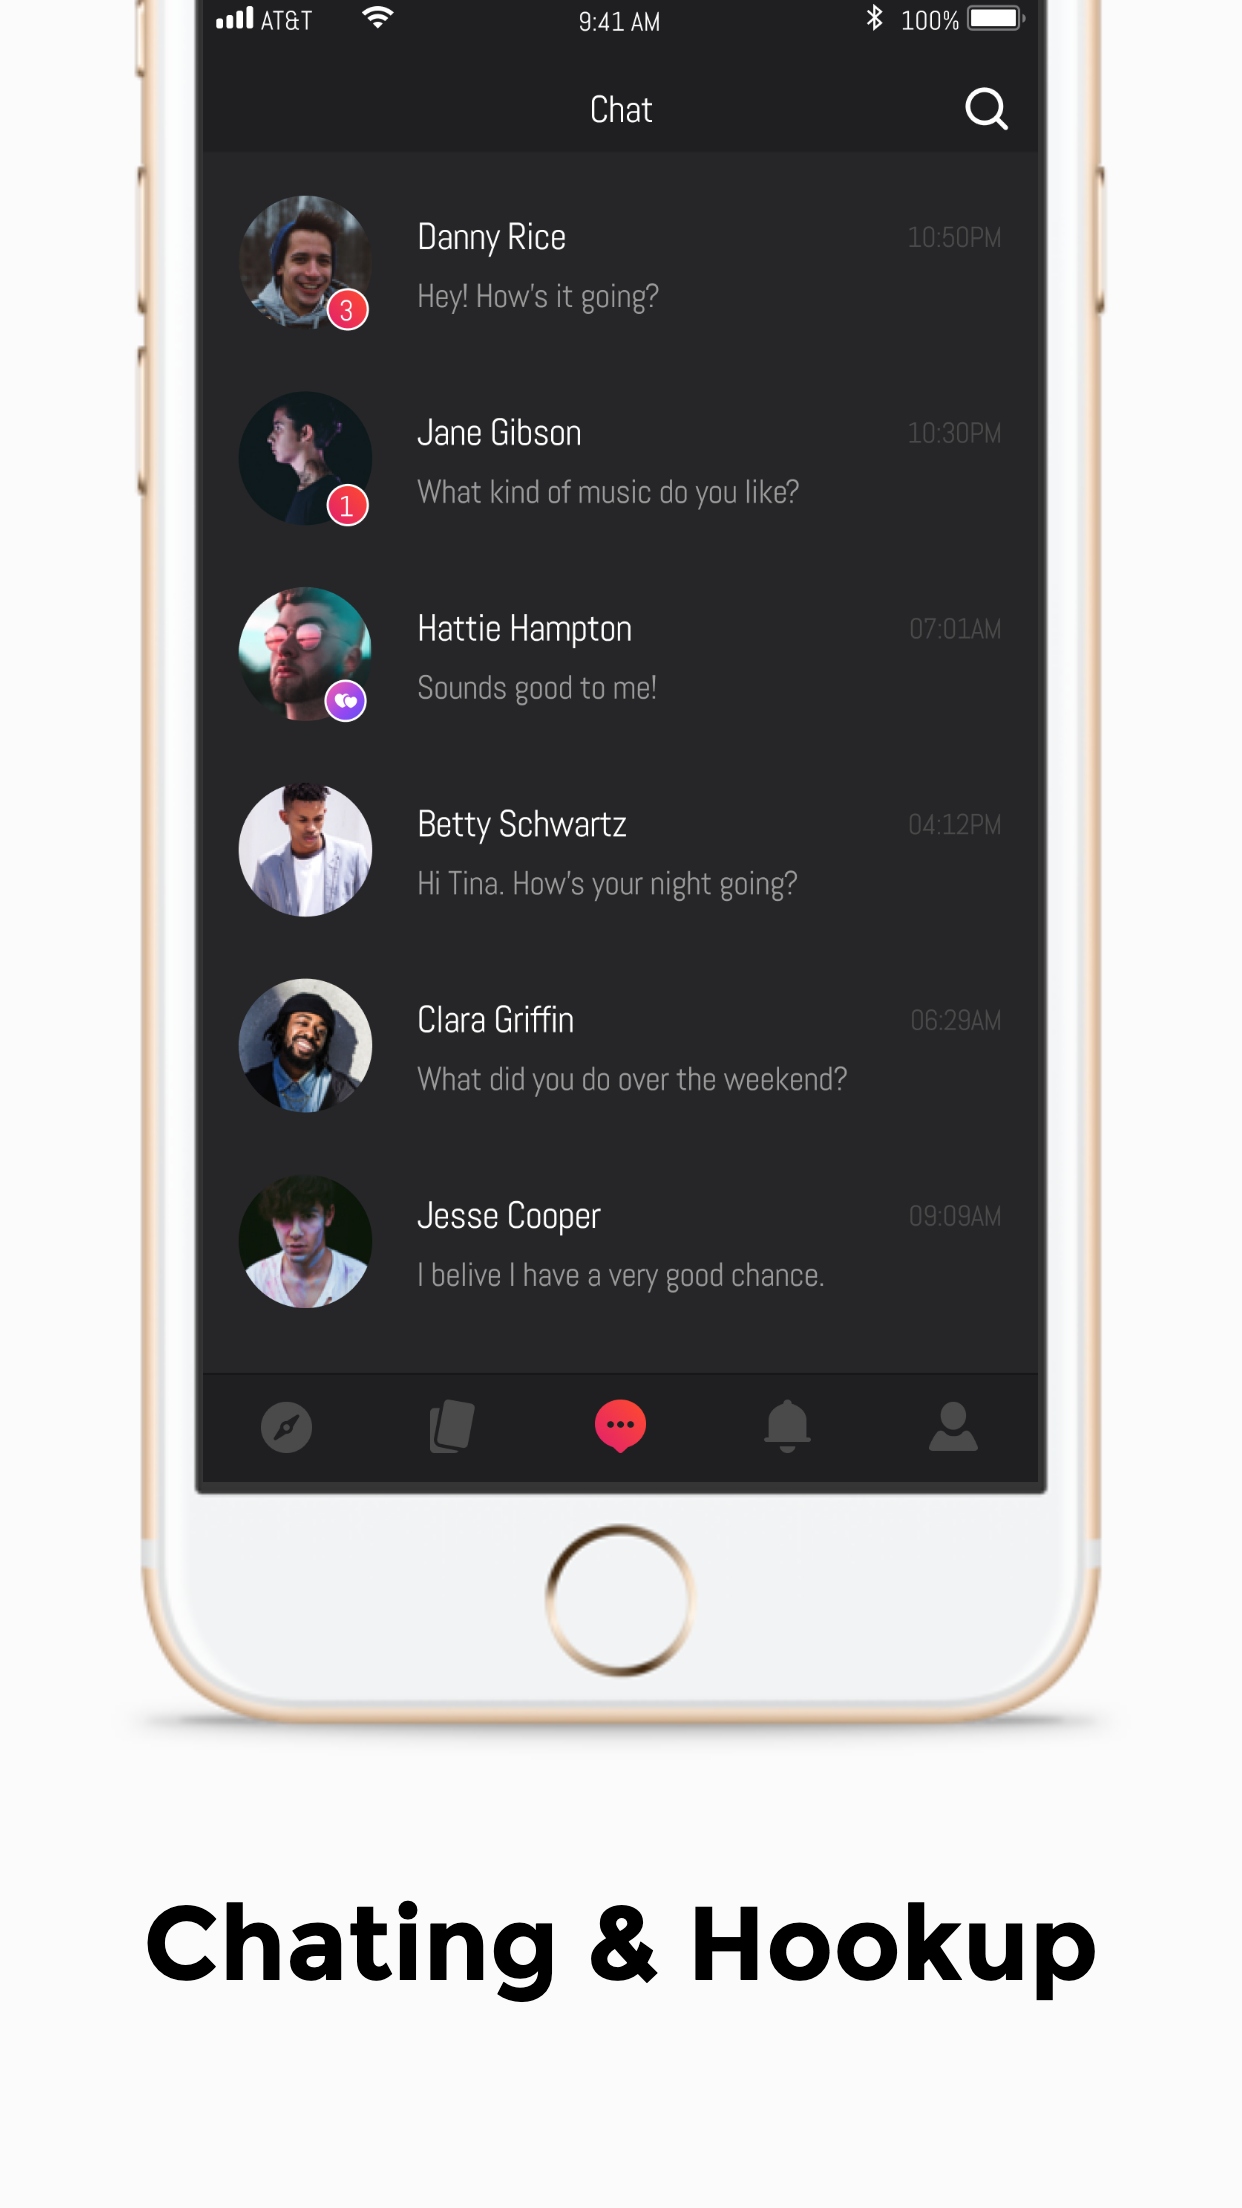 AT&T 9:41 AM 100%
Chat
Danny Rice 10:50PM
Hey! How's it going?
3
Jane Gibson 10:30PM
What kind of music do you like?
1
Hattie Hampton 07:01AM
Sounds good to me!
Betty Schwartz 04:12PM
Hi Tina. How's your night going?
Clara Griffin 06:29AM
What did you do over the weekend?
Jesse Cooper 09:09AM
I belive I have a very good chance.
Chating & Hookup